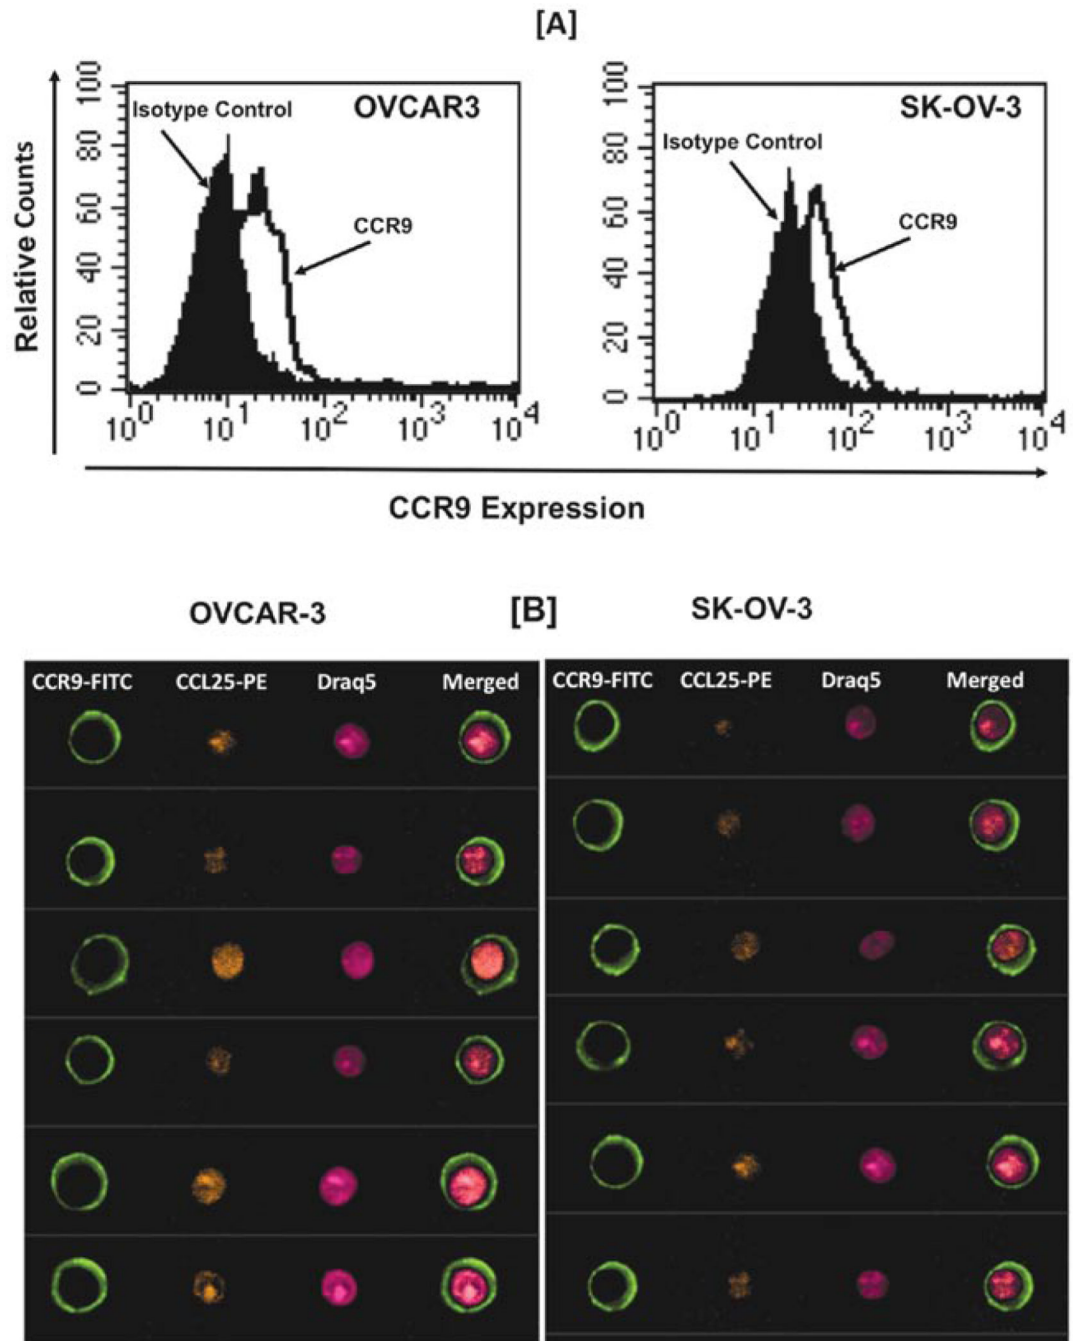 [A]
Relative Counts
100
80
60
40
20
0
Isotype Control
OVCAR3
CCR9
10^0 10^1 10^2 10^3 10^4
100
80
60
40
20
0
Isotype Control
SK-OV-3
CCR9
10^0 10^1 10^2 10^3 10^4
CCR9 Expression
OVCAR-3 [B] SK-OV-3
CCR9-FITC CCL25-PE Draq5 Merged
CCR9-FITC CCL25-PE Draq5 Merged